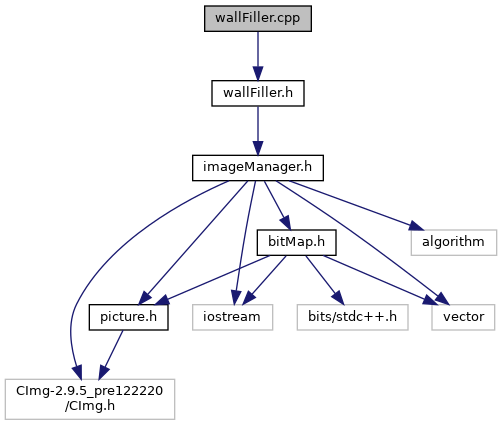 wallFiller.cpp
wallFiller.h
imageManager.h
bitMap.h
algorithm
picture.h
iostream
bits/stdc++.h
vector
CImg-2.9.5_pre122220
/CImg.h